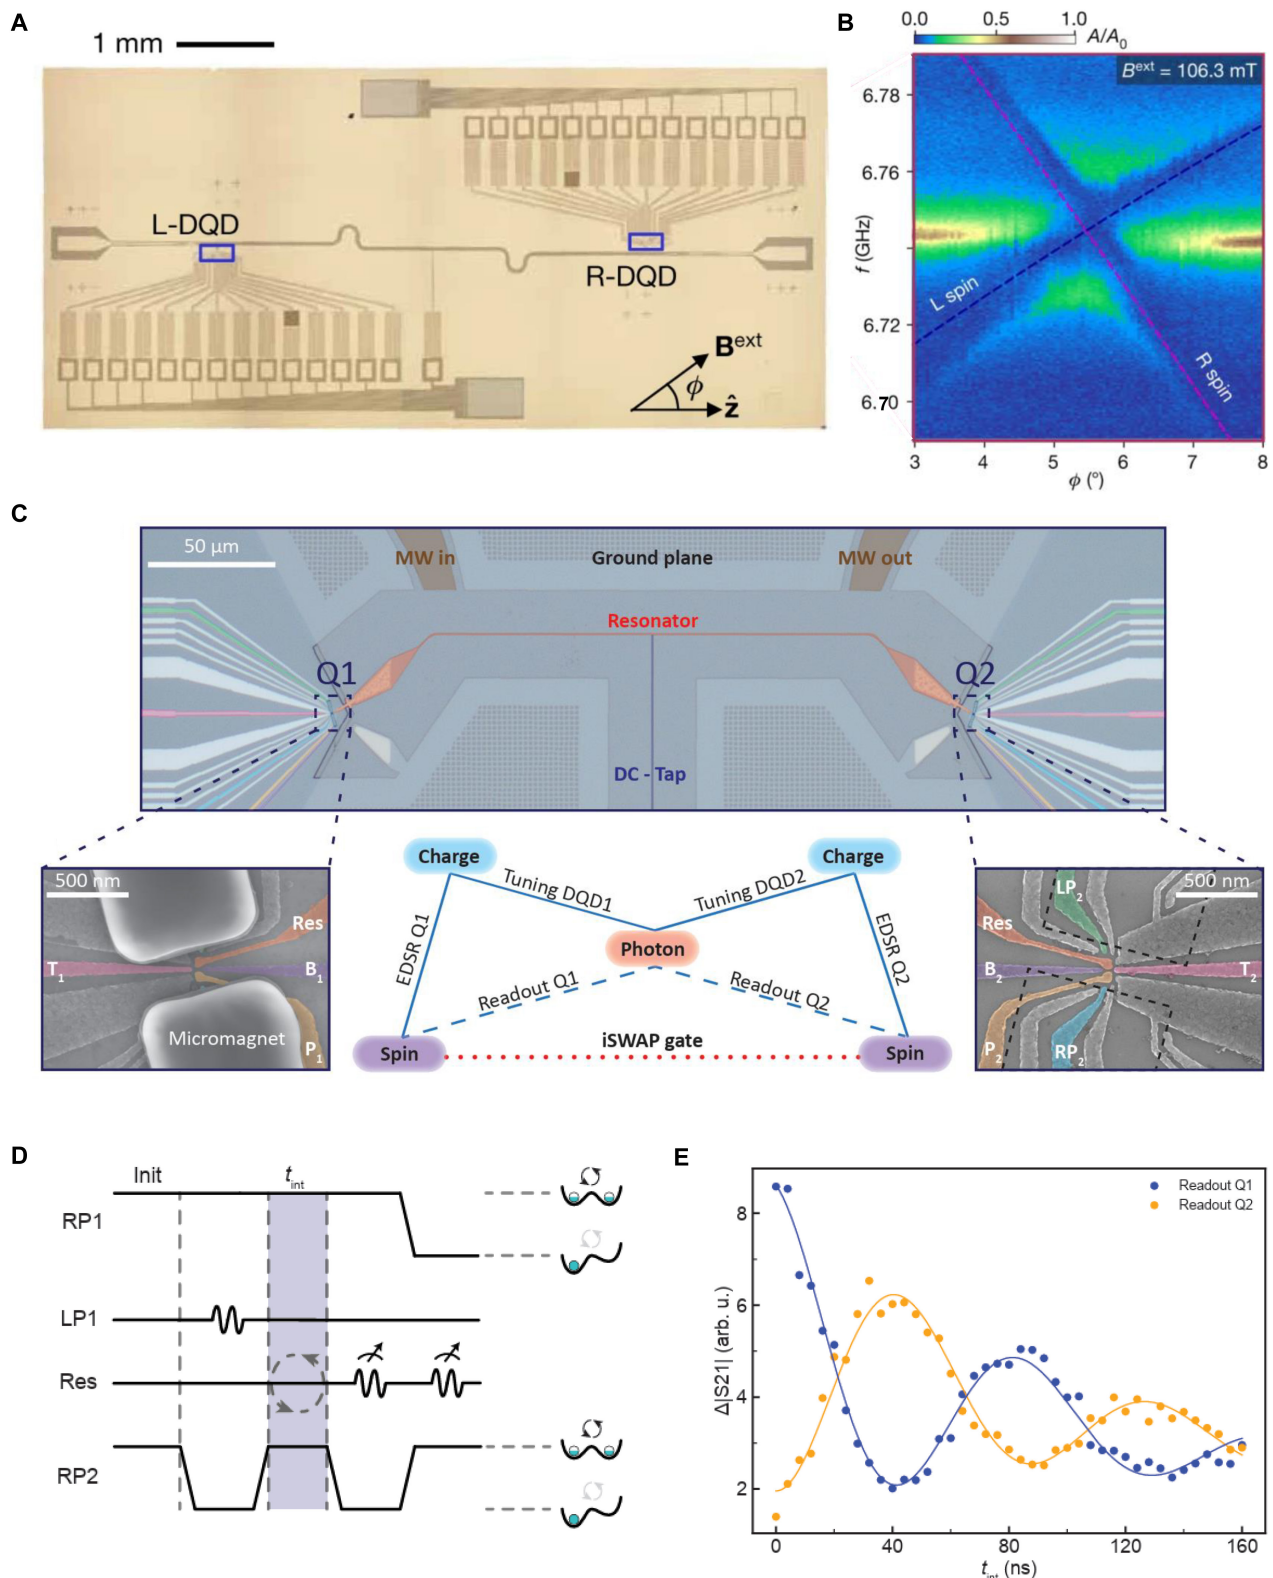 A
1 mm
L-DQD
R-DQD
B^ext
ϕ
ẑ
B
0.0 0.5 1.0 A/A₀
B^ext = 106.3 mT
6.78
6.76
f (GHz)
6.72
6.70
L spin
R spin
3 4 5 6 7 8
ϕ (°)
C
50 µm
MW in
Ground plane
MW out
Resonator
Q1
Q2
DC - Tap
500 nm
Res
T₁
B₁
Micromagnet
P₁
Charge
Charge
Tuning DQD1
Tuning DQD2
EDSR Q1
EDSR Q2
Photon
Readout Q1
Readout Q2
iSWAP gate
Spin
Spin
LP₂
500 nm
Res
B₂
T₂
P₂
RP₂
D
Init
t_int
RP1
LP1
Res
RP2
E
Readout Q1
Readout Q2
Δ|S21| (arb. u.)
8
6
4
2
0 40 80 120 160
t_int (ns)